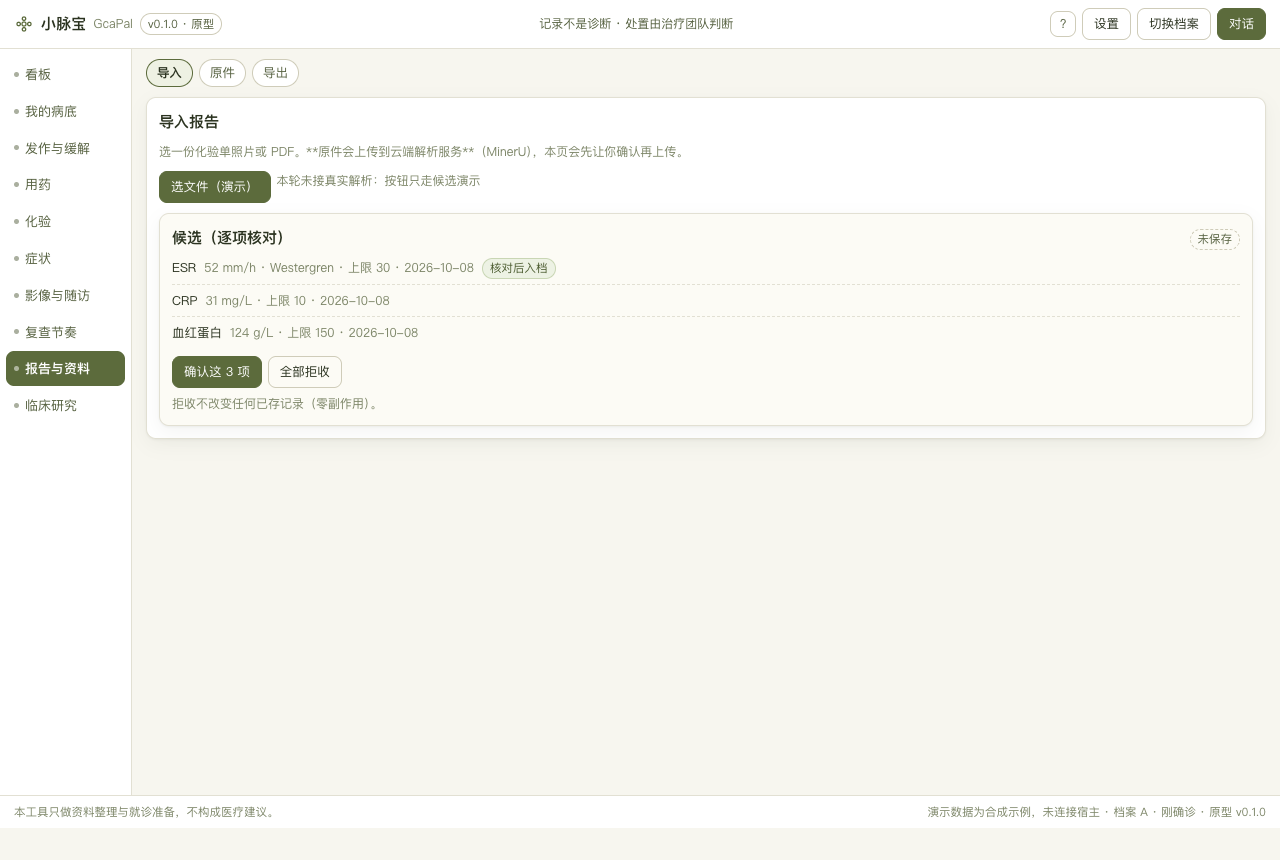 小脉宝 GcaPal v0.1.0 · 原型
记录不是诊断 · 处置由治疗团队判断
? 设置 切换档案 对话
看板
我的病底
发作与缓解
用药
化验
症状
影像与随访
复查节奏
报告与资料
临床研究
导入 原件 导出
导入报告
选一份化验单照片或 PDF。**原件会上传到云端解析服务**（MinerU），本页会先让你确认再上传。
选文件（演示） 本轮未接真实解析：按钮只走候选演示
候选（逐项核对） 未保存
ESR 52 mm/h · Westergren · 上限 30 · 2026-10-08 核对后入档
CRP 31 mg/L · 上限 10 · 2026-10-08
血红蛋白 124 g/L · 上限 150 · 2026-10-08
确认这 3 项 全部拒收
拒收不改变任何已存记录（零副作用）。
本工具只做资料整理与就诊准备，不构成医疗建议。
演示数据为合成示例，未连接宿主 · 档案 A · 刚确诊 · 原型 v0.1.0